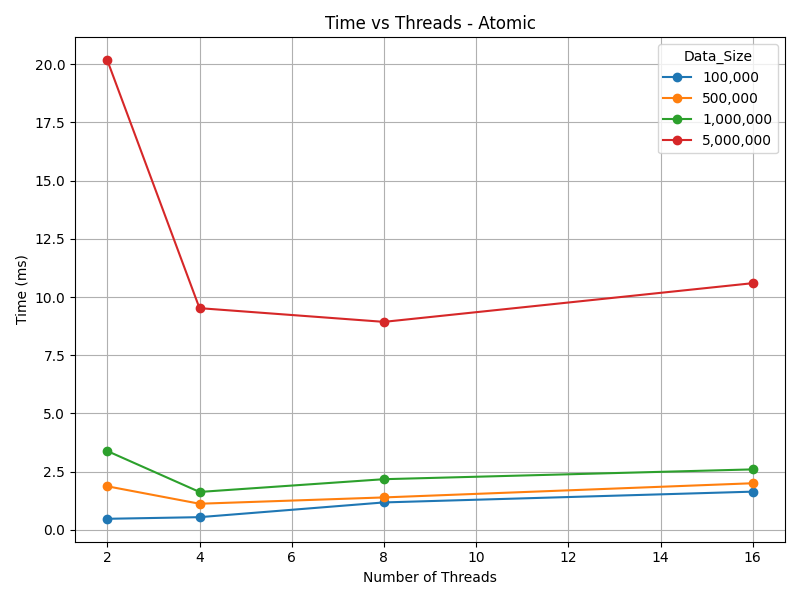 Time vs Threads - Atomic
Data_Size
100,000
500,000
1,000,000
5,000,000
20.0
17.5
15.0
12.5
10.0
7.5
5.0
2.5
0.0
Time (ms)
2 4 6 8 10 12 14 16
Number of Threads